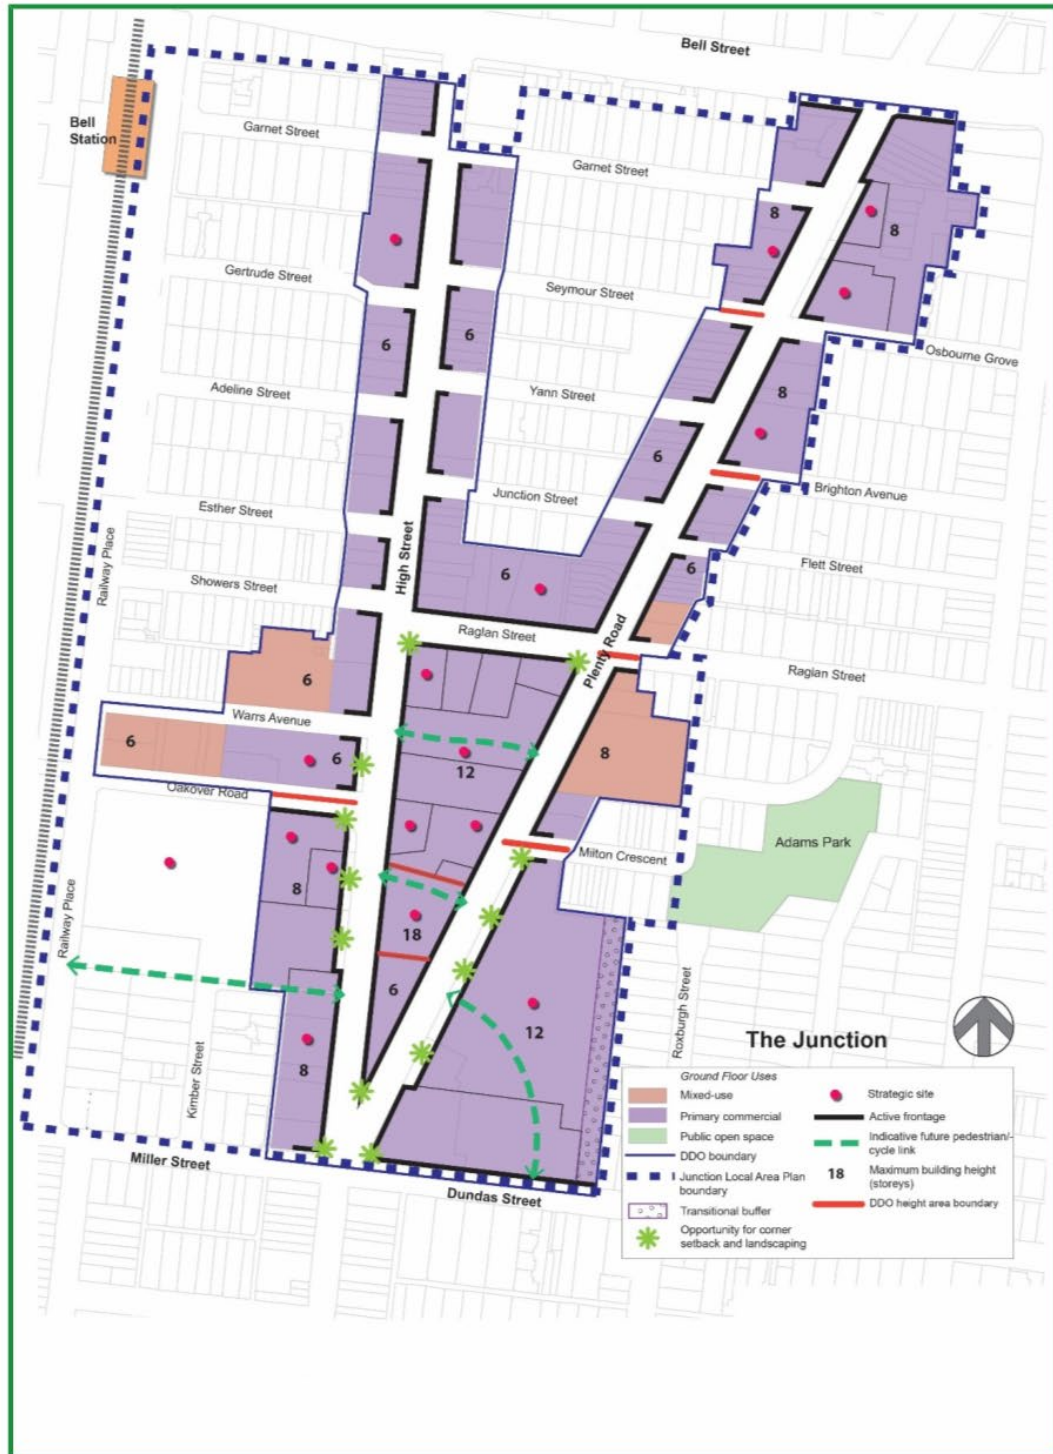 Bell Street
Bell
Station
Garnet Street
Garnet Street
8
8
Gertrude Street
Seymour Street
6
6
Osbourne Grove
Adeline Street
Yann Street
8
6
Junction Street
Brighton Avenue
Esther Street
High Street
Railway Place
Showers Street
6
6
Flett Street
Raglan Street
Plenty Road
Raglan Street
6
Warrs Avenue
6
6
12
8
Oakover Road
Milton Crescent
Adams Park
8
18
Railway Place
6
12
Roxburgh Street
The Junction
Kimber Street
8
Miller Street
Dundas Street
Ground Floor Uses
Mixed-use
Primary commercial
Public open space
DDO boundary
Junction Local Area Plan
boundary
Transitional buffer
Opportunity for corner
setback and landscaping
Strategic site
Active frontage
Indicative future pedestrian/-
cycle link
18
Maximum building height
(storeys)
DDO height area boundary